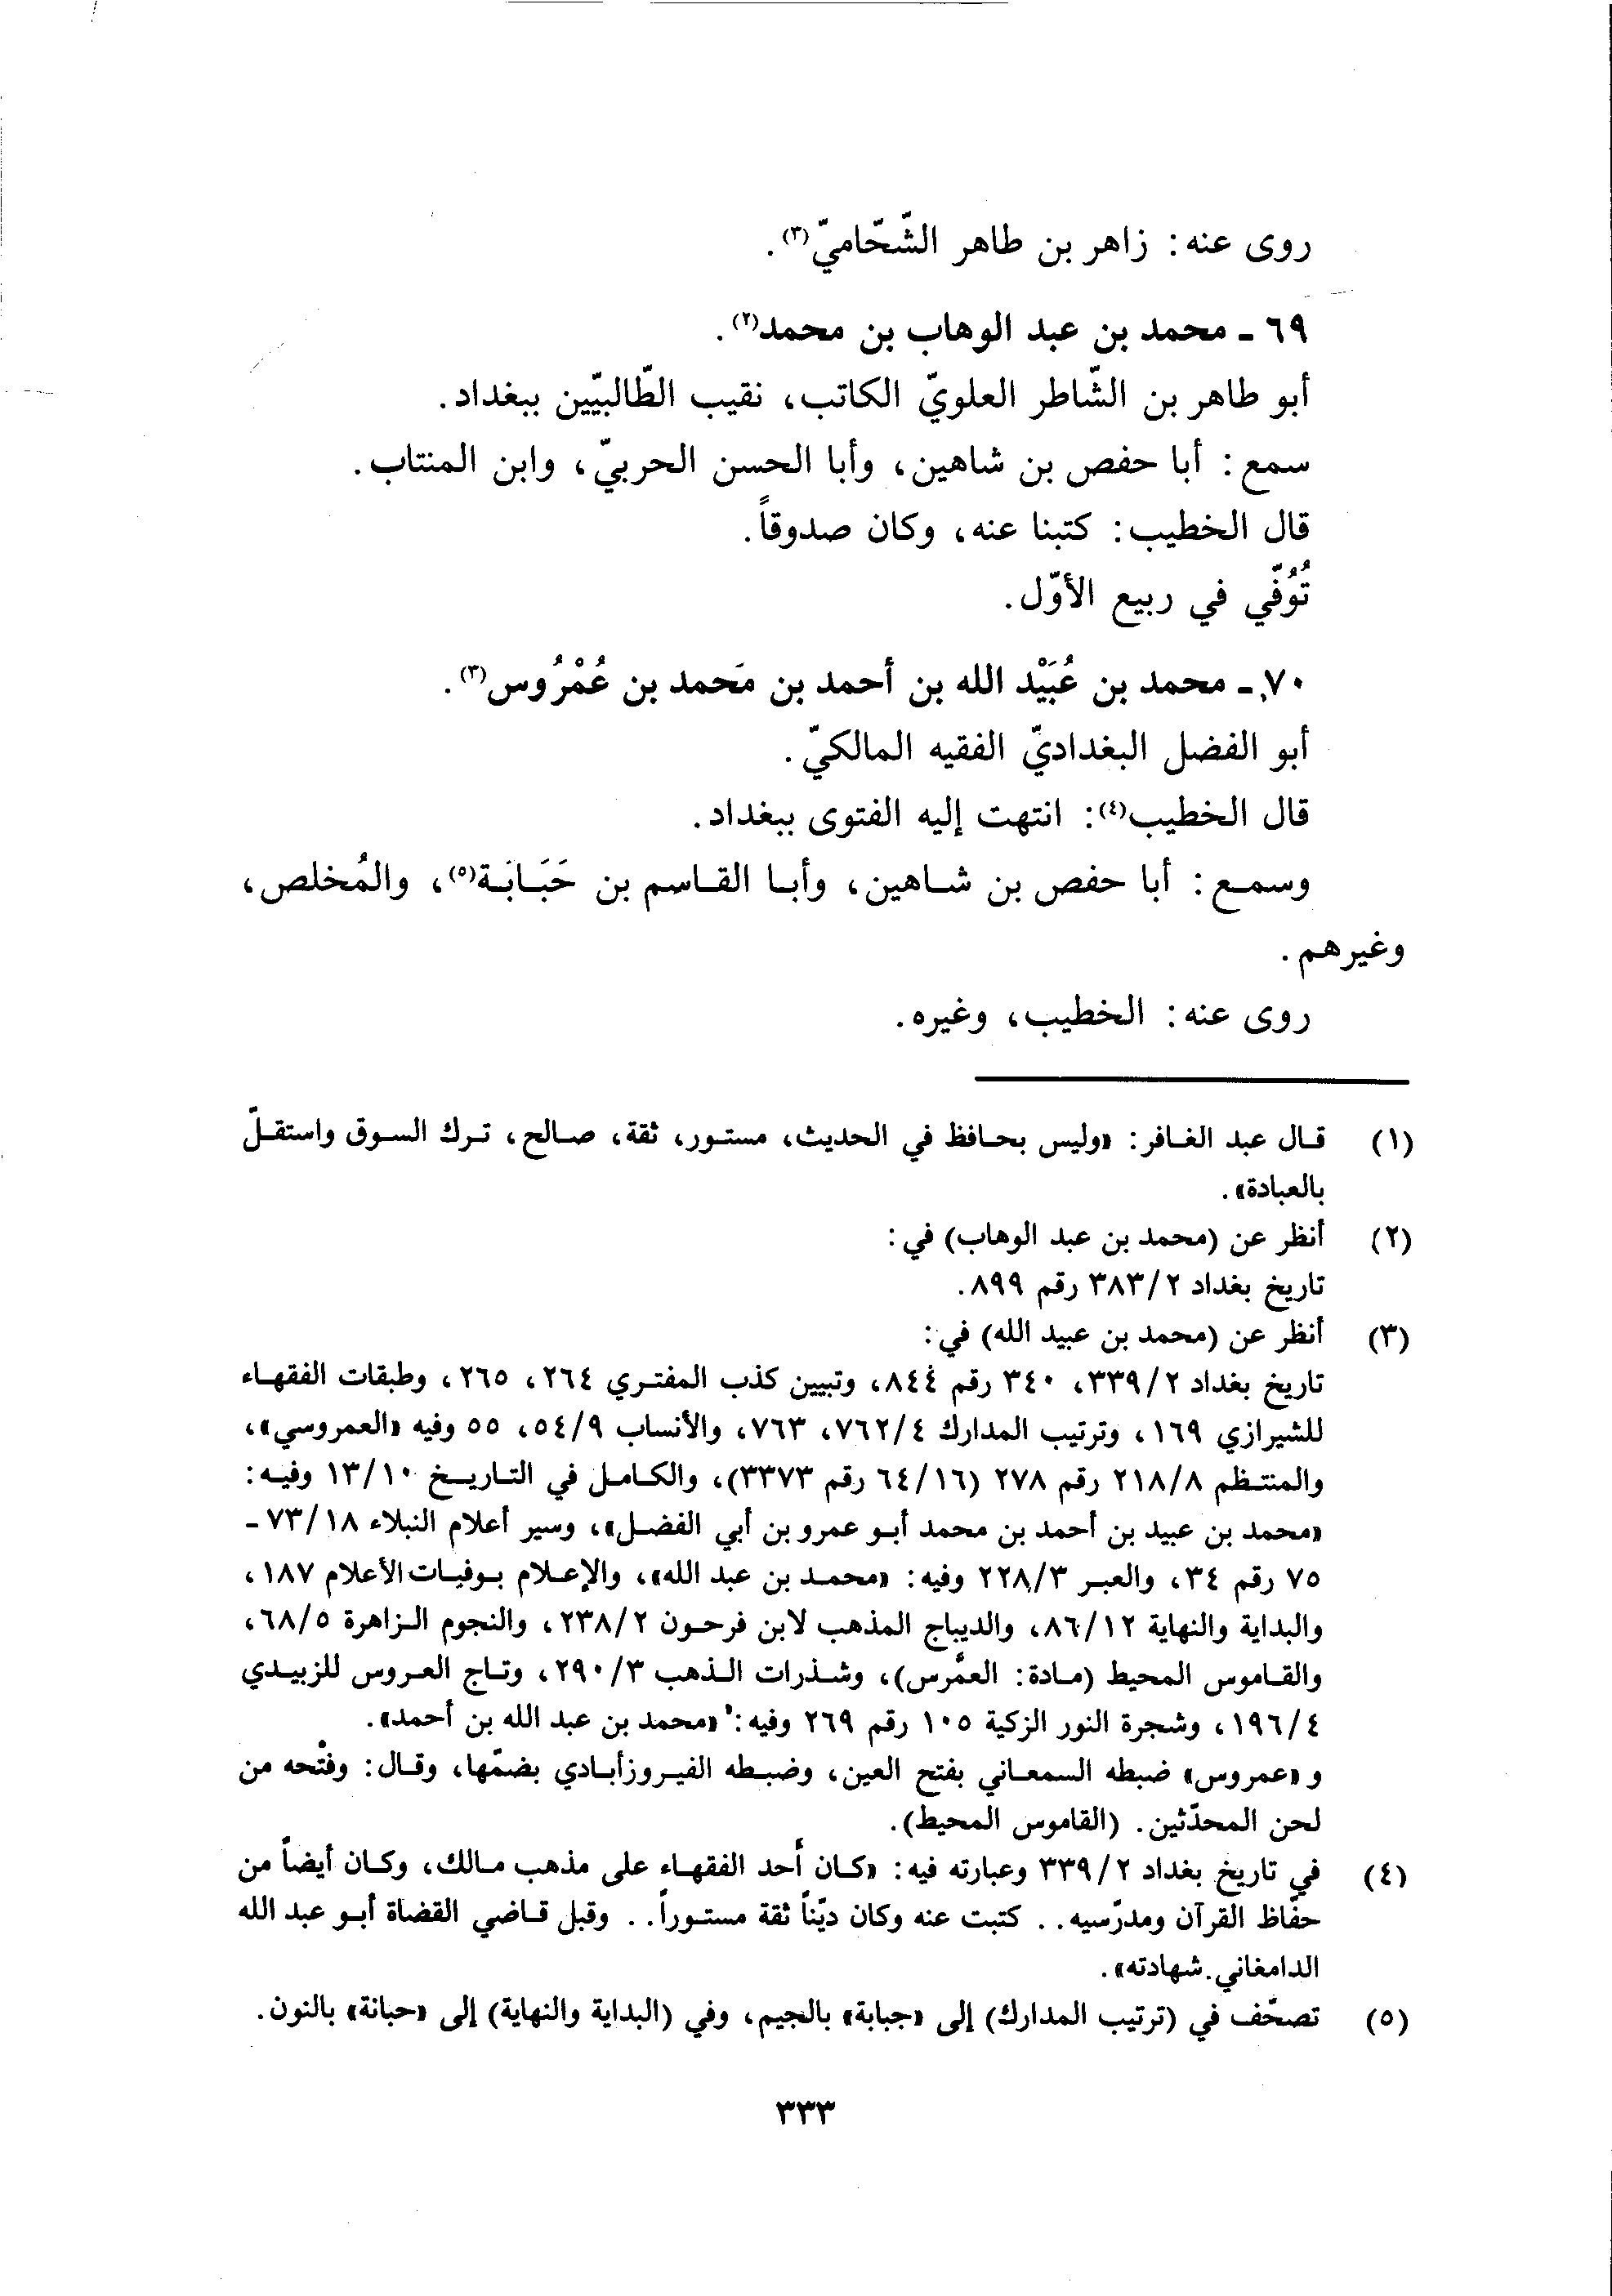 روى عنه: زاهر بن طاهر الشّحّاميّ(٣).
٦٩ ـ محمد بن عبد الوهاب بن محمد(٢).
أبو طاهر بن الشّاطر العلويّ الكاتب، نقيب الطّالبيّين ببغداد.
سمع: أبا حفص بن شاهين، وأبا الحسن الحربيّ، وابن المنتاب.
قال الخطيب: كتبنا عنه، وكان صدوقاً.
تُوُفّي في ربيع الأوّل.
٧٠ ـ محمد بن عُبَيْد الله بن أحمد بن محمد بن عُمْرُوس(٣).
أبو الفضل البغداديّ الفقيه المالكيّ.
قال الخطيب(٤): انتهت إليه الفتوى ببغداد.
وسمع: أبا حفص بن شاهين، وأبا القاسم بن حَبَابَة(٥)، والمُخلص،
وغيرهم.
روى عنه: الخطيب، وغيره.
(١) قال عبد الغافر: «وليس بحافظ في الحديث، مستور، ثقة، صالح، ترك السوق واستقلّ
بالعبادة».
(٢) أنظر عن (محمد بن عبد الوهاب) في:
تاريخ بغداد ٣٨٣/٢ رقم ٨٩٩.
(٣) أنظر عن (محمد بن عبيد الله) في:
تاريخ بغداد ٣٣٩/٢، ٣٤٠ رقم ٨٤٤، وتبيين كذب المفتري ٢٦٤، ٢٦٥، وطبقات الفقهاء
للشيرازي ١٦٩، وترتيب المدارك ٧٦٢/٤، ٧٦٣، والأنساب ٥٤/٩، ٥٥ وفيه «العمروسي»،
والمنتظم ٢١٨/٨ رقم ٢٧٨ (٦٤/١٦ رقم ٣٣٧٣)، والكامل في التاريخ ١٣/١٠ وفيه:
«محمد بن عبيد بن أحمد بن محمد أبو عمرو بن أبي الفضل»، وسير أعلام النبلاء ٧٣/١٨ ـ
٧٥ رقم ٣٤، والعبر ٢٢٨/٣ وفيه: «محمد بن عبد الله»، والإعلام بوفيات الأعلام ١٨٧،
والبداية والنهاية ٨٦/١٢، والديباج المذهب لابن فرحون ٢٣٨/٢، والنجوم الزاهرة ٦٨/٥،
والقاموس المحيط (مادة: العمّرس)، وشذرات الذهب ٢٩٠/٣، وتاج العروس للزبيدي
١٩٦/٤، وشجرة النور الزكية ١٠٥ رقم ٢٦٩ وفيه: «محمد بن عبد الله بن أحمد».
و«عمروس» ضبطه السمعاني بفتح العين، وضبطه الفيروزأبادي بضمّها، وقال: وفتْحه من
لحن المحدّثين. (القاموس المحيط).
(٤) في تاريخ بغداد ٣٣٩/٢ وعبارته فيه: «كان أحد الفقهاء على مذهب مالك، وكان أيضاً من
حفّاظ القرآن ومدرّسيه.. كتبت عنه وكان ديّناً ثقة مستوراً.. وقبل قاضي القضاة أبو عبد الله
الدامغاني شهادته».
(٥) تصحّف في (ترتيب المدارك) إلى «جبابة» بالجيم، وفي (البداية والنهاية) إلى «حبانة» بالنون.
٣٣٣